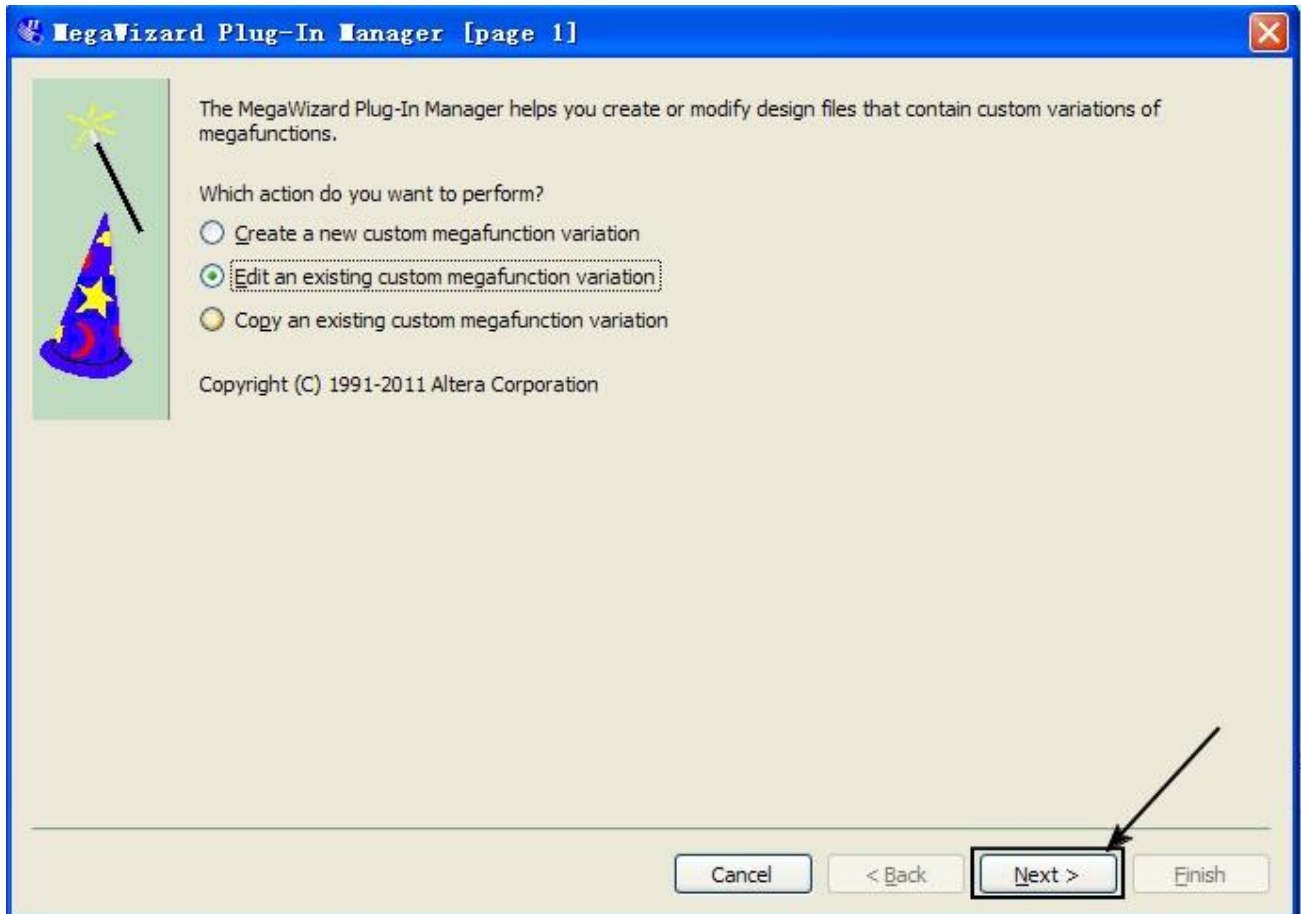 MegaWizard Plug-In Manager [page 1]
The MegaWizard Plug-In Manager helps you create or modify design files that contain custom variations of
megafunctions.
Which action do you want to perform?
Create a new custom megafunction variation
Edit an existing custom megafunction variation
Copy an existing custom megafunction variation
Copyright (C) 1991-2011 Altera Corporation
Cancel < Back Next > Finish